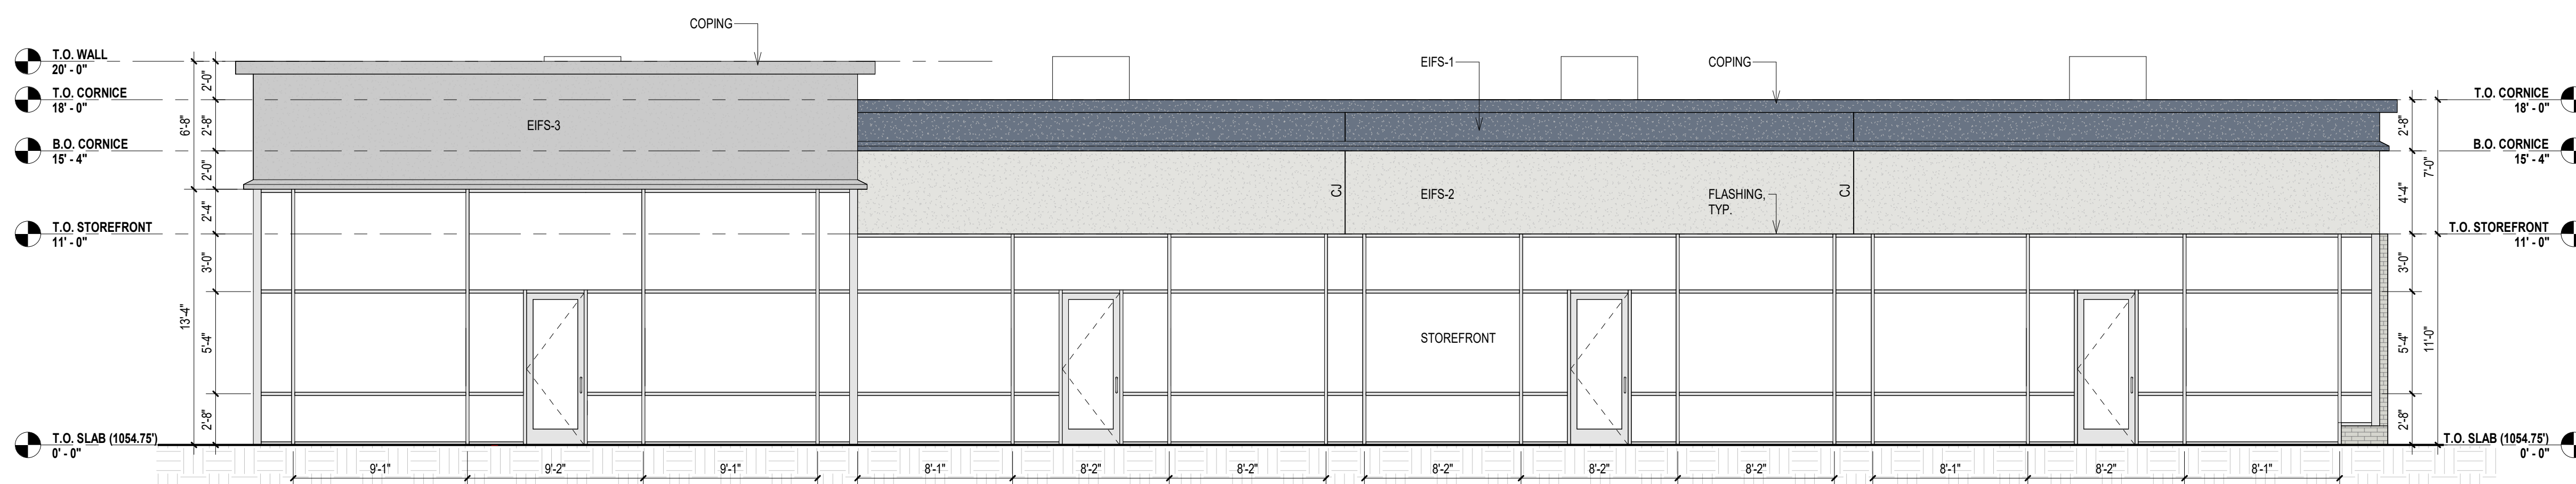 COPING
T.O. WALL
20' - 0"
T.O. CORNICE
18' - 0"
B.O. CORNICE
15' - 4"
T.O. STOREFRONT
11' - 0"
T.O. SLAB (1054.75')
0' - 0"
6'-8"
13'-4"
2'-0"
2'-8"
2'-0"
2'-4"
3'-0"
5'-4"
2'-8"
EIFS-3
EIFS-1
COPING
CJ
EIFS-2
FLASHING,
TYP.
CJ
STOREFRONT
T.O. CORNICE
18' - 0"
B.O. CORNICE
15' - 4"
T.O. STOREFRONT
11' - 0"
T.O. SLAB (1054.75')
0' - 0"
2'-8"
4'-4"
3'-0"
5'-4"
2'-8"
7'-0"
11'-0"
9'-1"
9'-2"
9'-1"
8'-1"
8'-2"
8'-2"
8'-2"
8'-2"
8'-2"
8'-1"
8'-2"
8'-1"